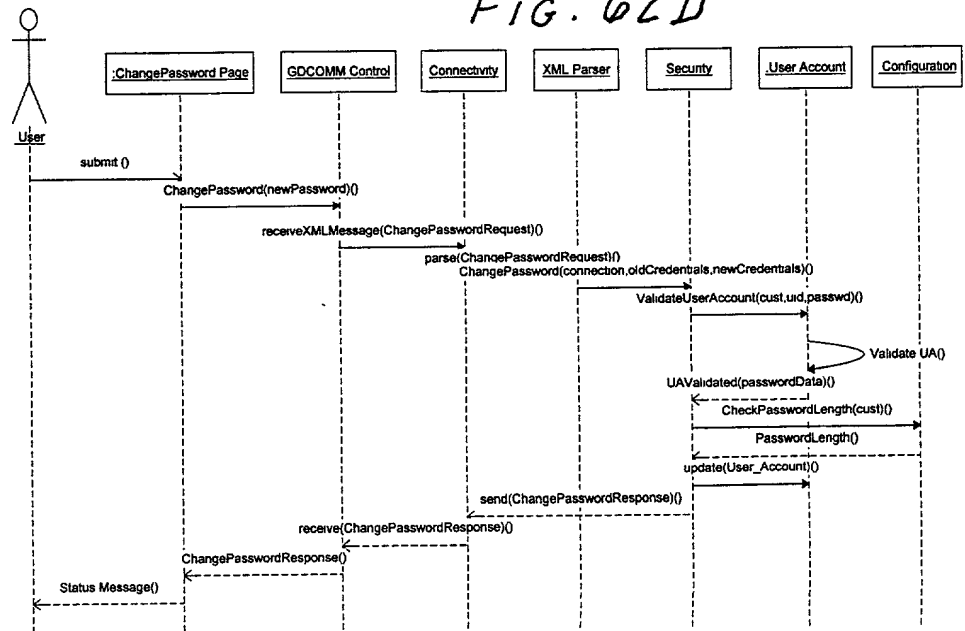 FIG. 62D
:ChangePassword Page
GDCOMM Control
Connectivity
XML Parser
Security
.User Account
Configuration
User
submit ()
ChangePassword(newPassword)()
receiveXMLMessage(ChangePasswordRequest)()
parse(ChangePasswordRequest)()
ChangePassword(connection,oldCredentials,newCredentials)()
ValidateUserAccount(cust,uid,passwd)()
Validate UA()
UAValidated(passwordData)()
CheckPasswordLength(cust)()
PasswordLength()
update(User_Account)()
send(ChangePasswordResponse)()
receive(ChangePasswordResponse)()
ChangePasswordResponse()
Status Message()